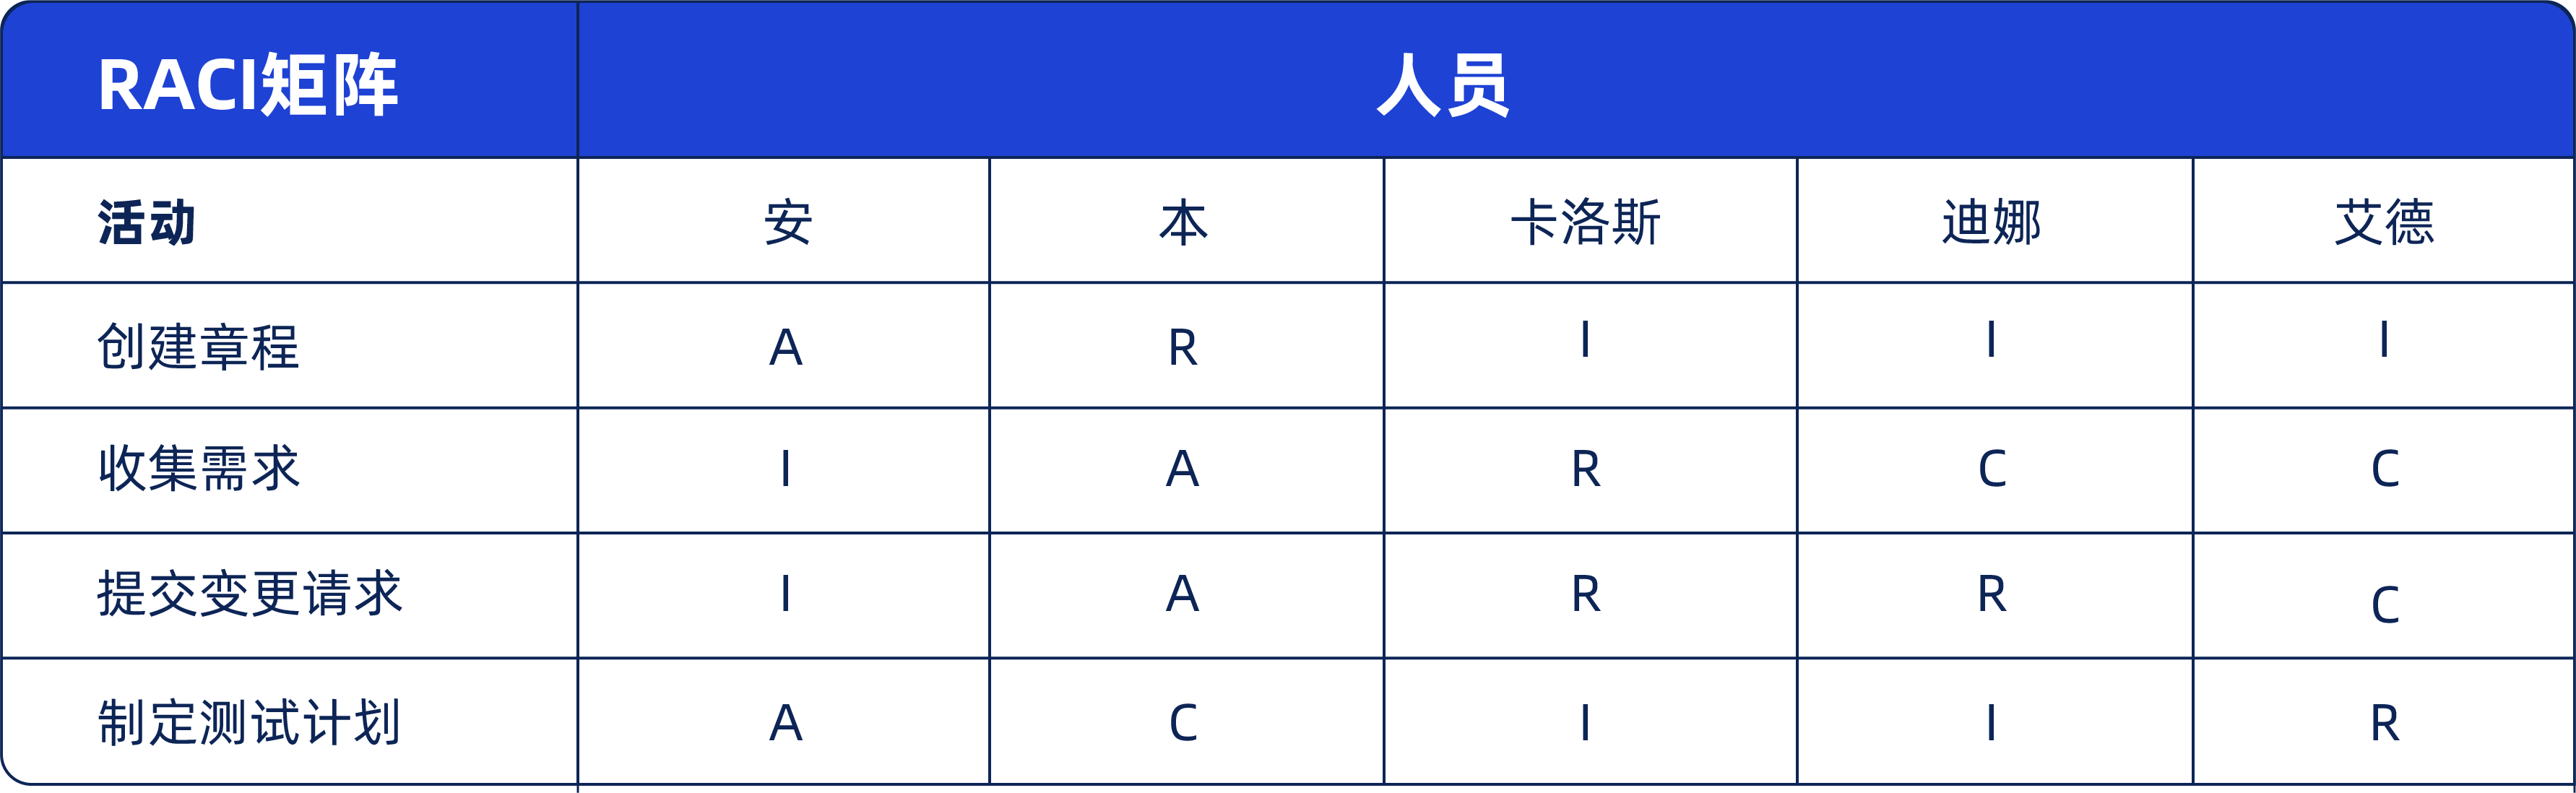 RACI矩阵 人员
活动 安 本 卡洛斯 迪娜 艾德
创建章程 A R I I I
收集需求 I A R C C
提交变更请求 I A R R C
制定测试计划 A C I I R